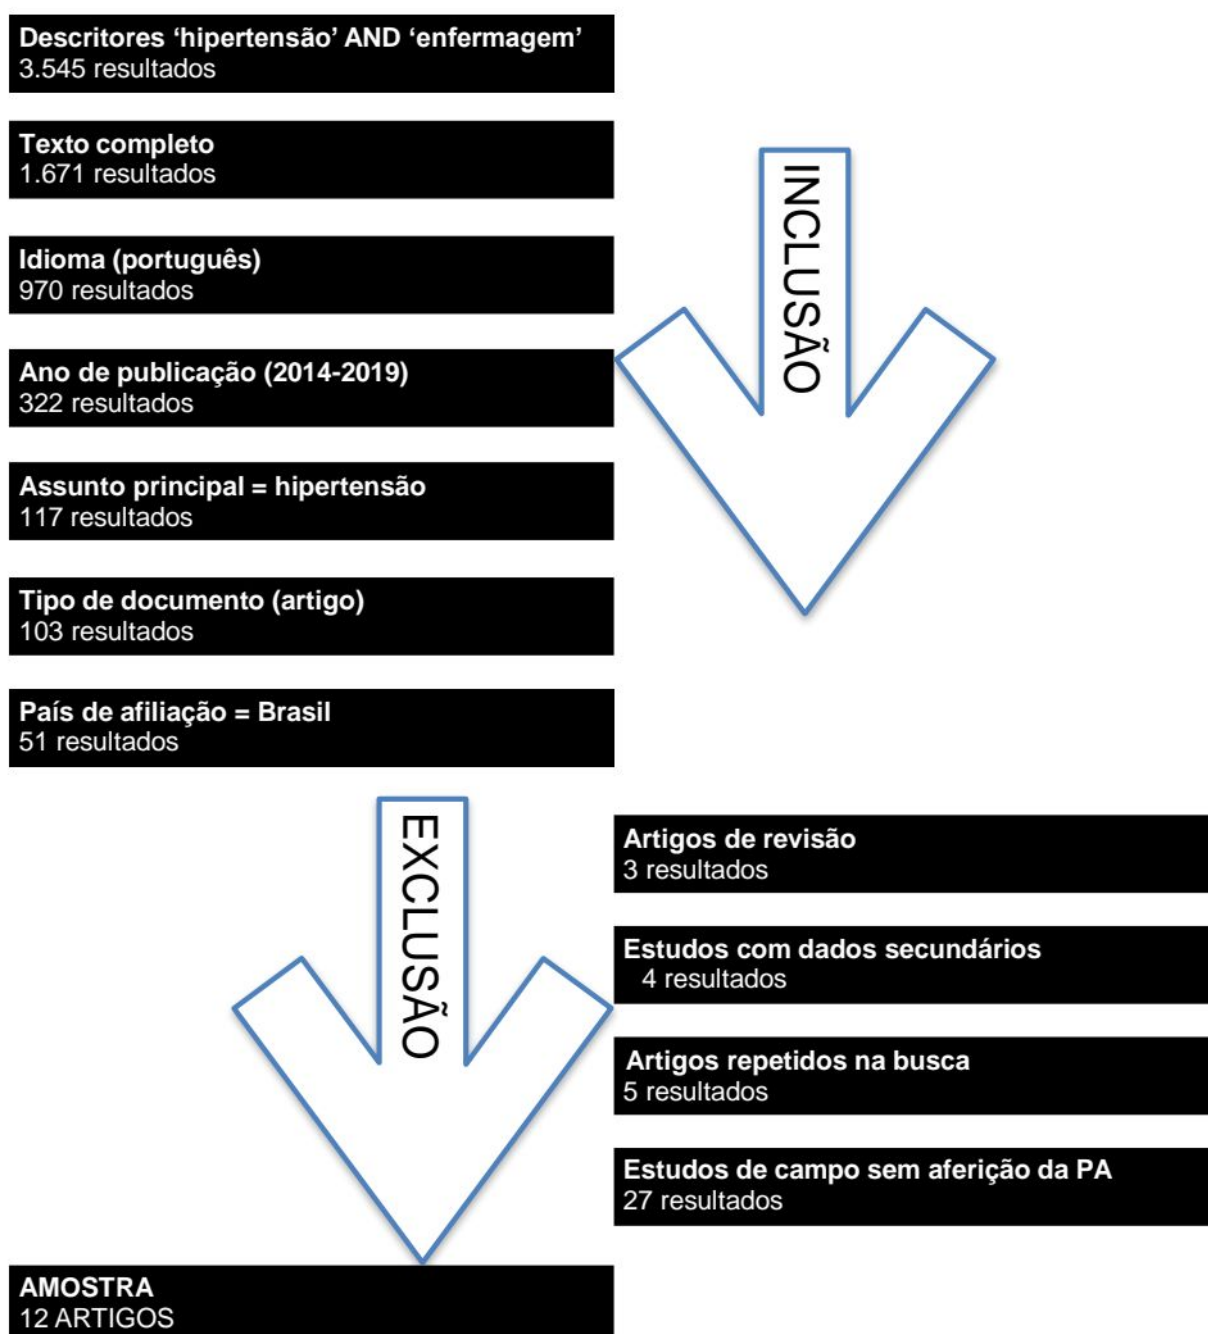 Descritores ‘hipertensão’ AND ‘enfermagem’
3.545 resultados
Texto completo
1.671 resultados
Idioma (português)
970 resultados
Ano de publicação (2014-2019)
322 resultados
Assunto principal = hipertensão
117 resultados
Tipo de documento (artigo)
103 resultados
País de afiliação = Brasil
51 resultados
INCLUSÃO
EXCLUSÃO
Artigos de revisão
3 resultados
Estudos com dados secundários
4 resultados
Artigos repetidos na busca
5 resultados
Estudos de campo sem aferição da PA
27 resultados
AMOSTRA
12 ARTIGOS